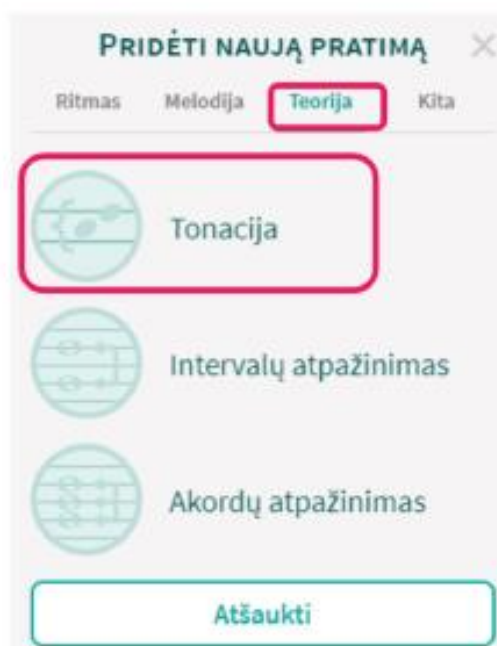 PRIDĖTI NAUJĄ PRATIMĄ ×
Ritmas Melodija Teorija Kita
Tonacija
Intervalų atpažinimas
Akordų atpažinimas
Atšaukti